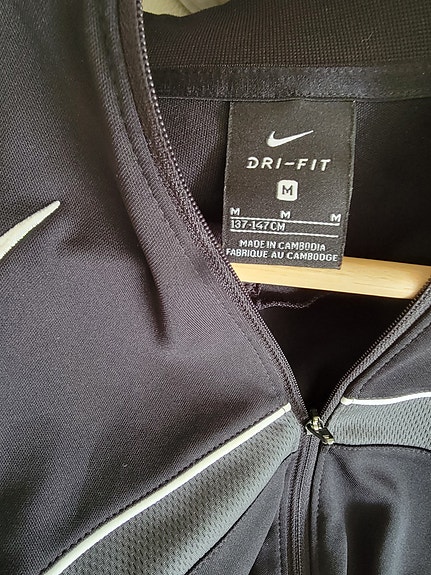 DRI-FIT
M
M M M
137-147CM
MADE IN CAMBODIA
FABRIQUE AU CAMBODGE